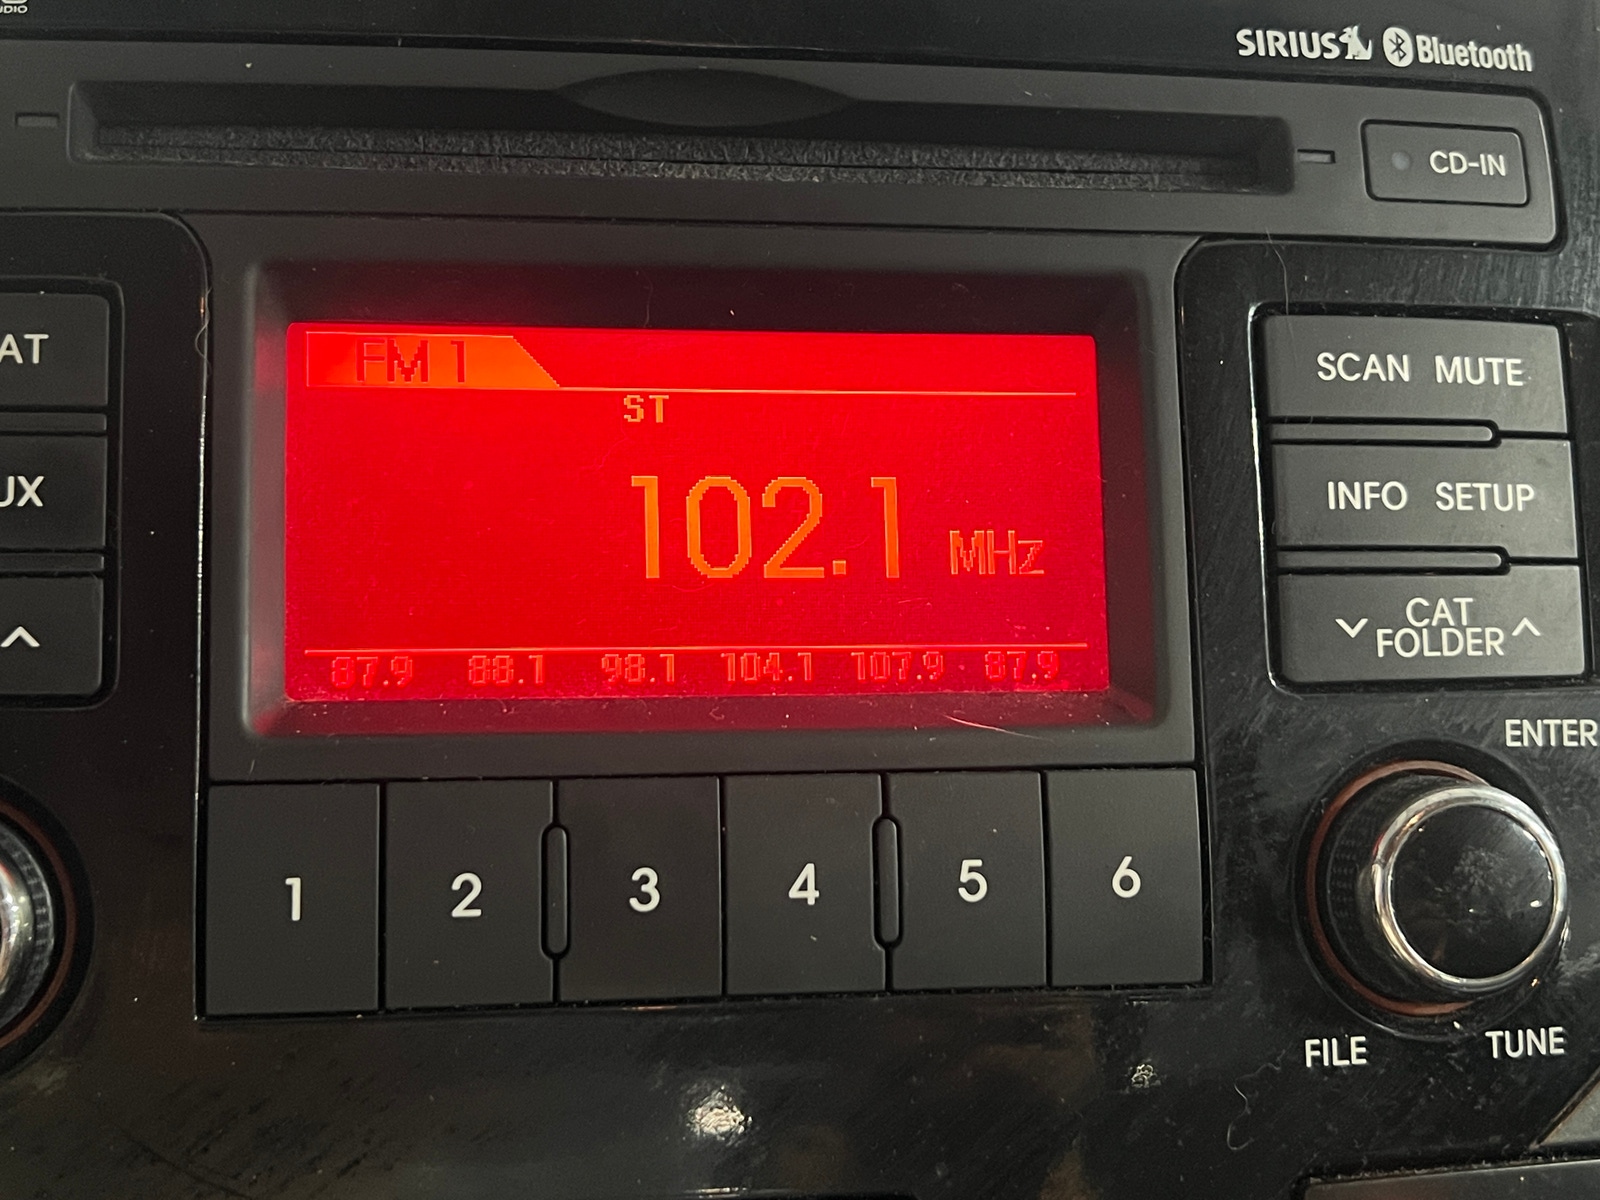 SIRIUS Bluetooth
CD-IN
AT
FM 1
SCAN MUTE
ST
UX
102.1 MHz
INFO SETUP
CAT
FOLDER
87.9 88.1 98.1 104.1 107.9 87.9
ENTER
1 2 3 4 5 6
FILE TUNE